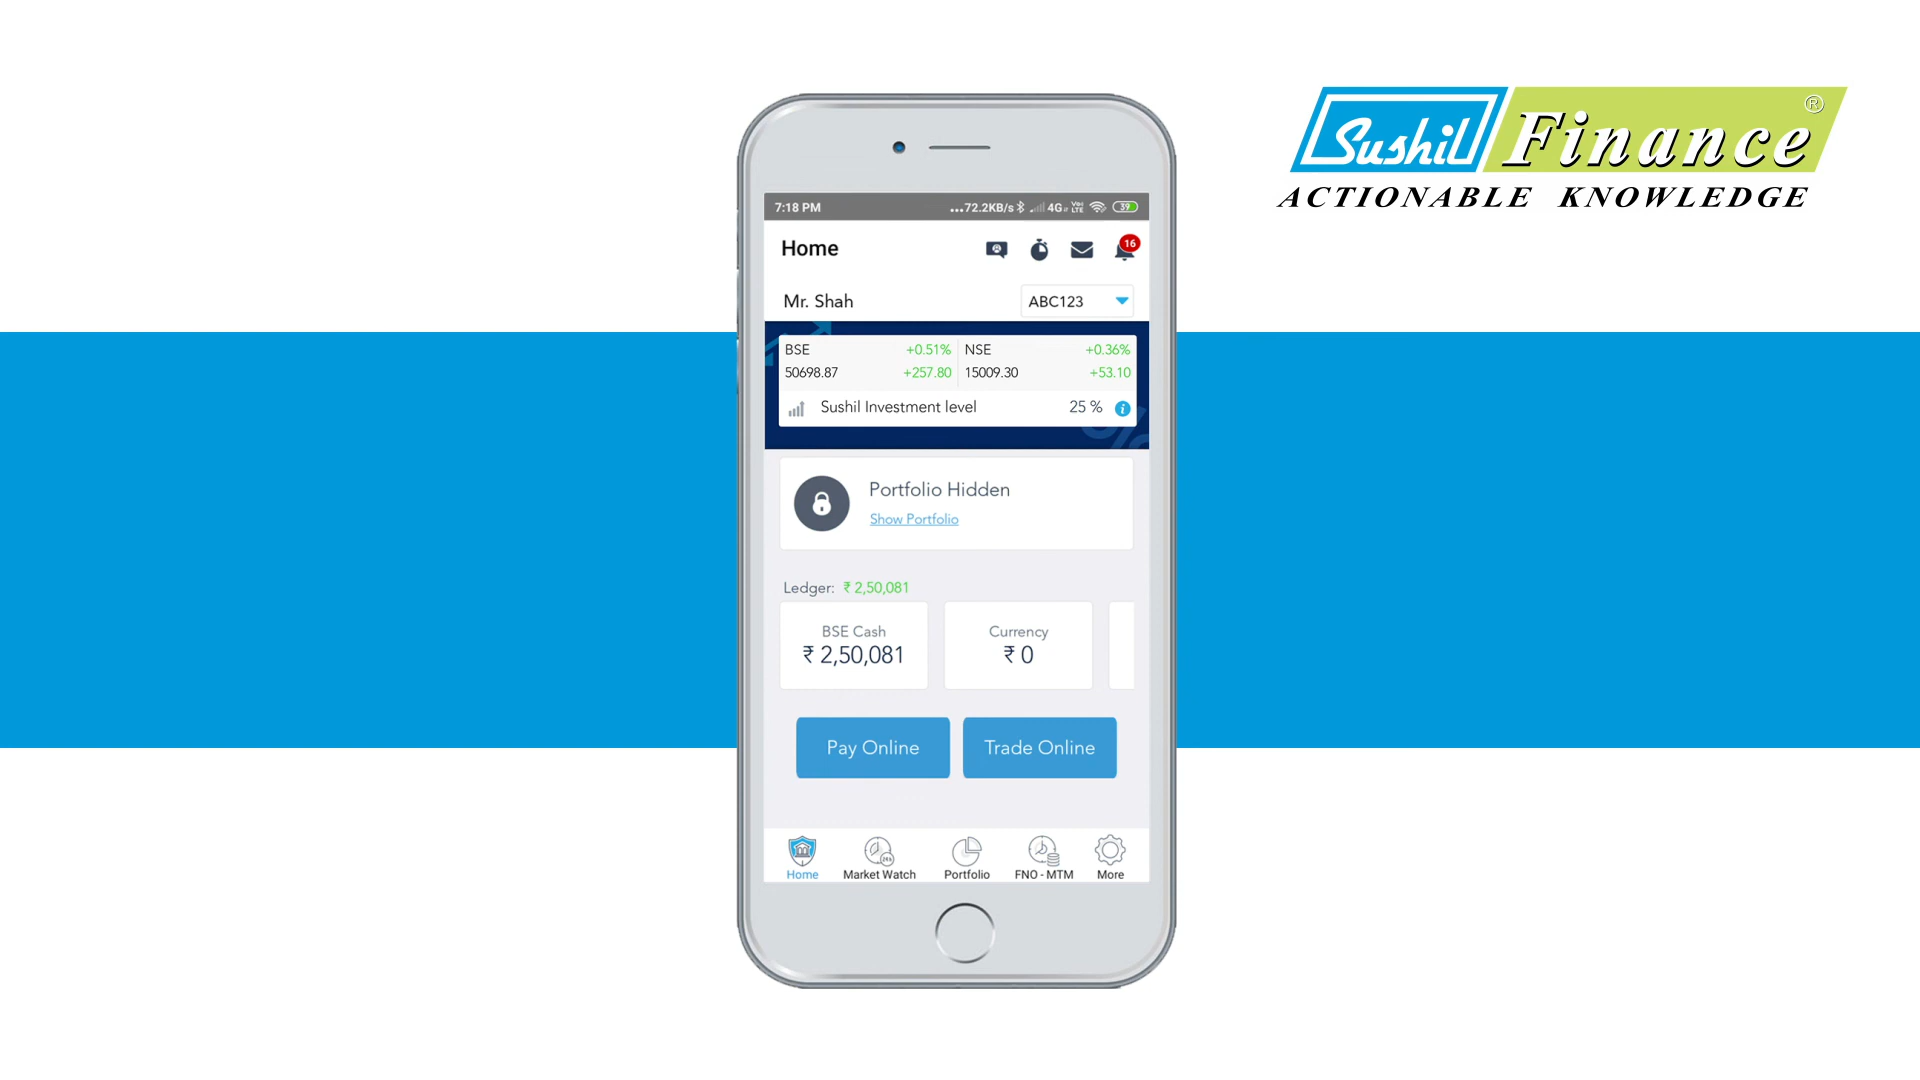 Sushil Finance ®
ACTIONABLE KNOWLEDGE
7:18 PM ...72.2KB/s 4G VoLTE 39
Home 16
Mr. Shah ABC123
BSE +0.51% NSE +0.36%
50698.87 +257.80 15009.30 +53.10
Sushil Investment level 25 % i
Portfolio Hidden
Show Portfolio
Ledger: ₹ 2,50,081
BSE Cash Currency
₹ 2,50,081 ₹ 0
Pay Online Trade Online
Home Market Watch Portfolio FNO - MTM More